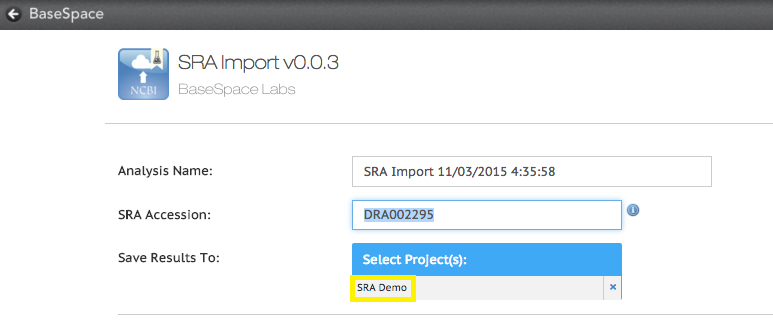 BaseSpace
SRA Import v0.0.3
NCBI
BaseSpace Labs
Analysis Name:
SRA Import 11/03/2015 4:35:58
SRA Accession:
DRA002295
i
Save Results To:
Select Project(s):
SRA Demo
×